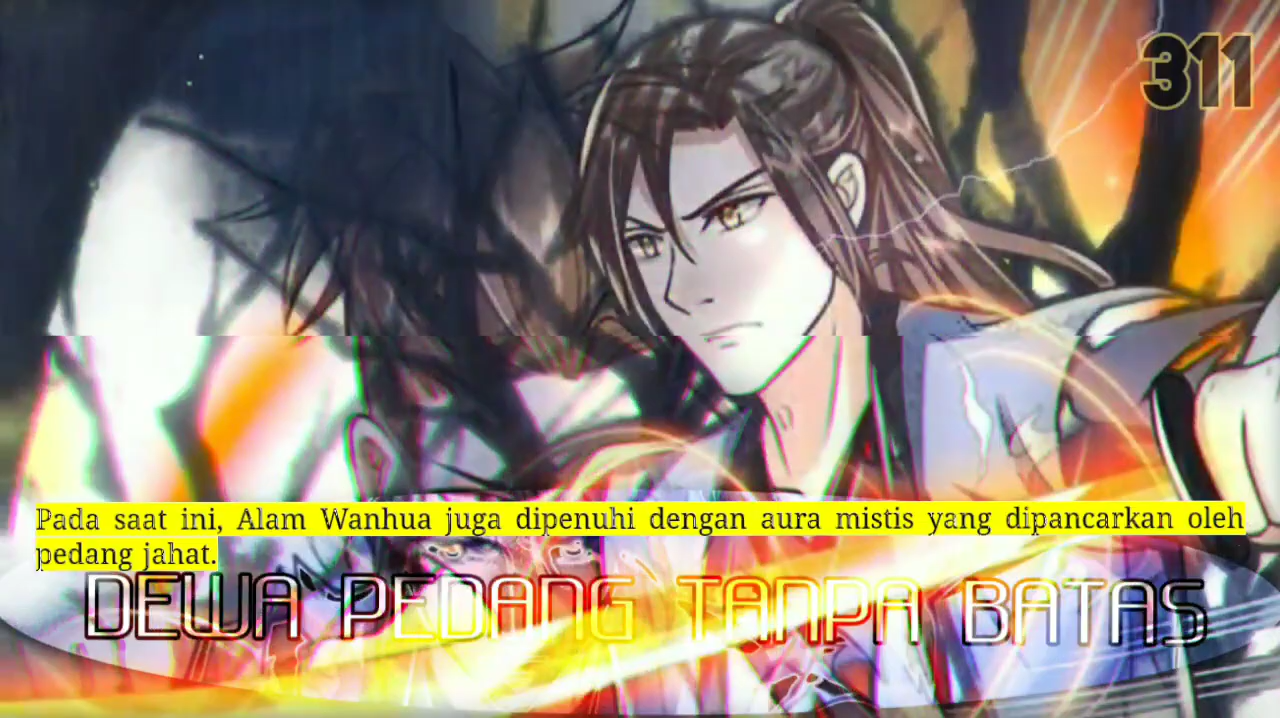 311
Pada saat ini, Alam Wanhua juga dipenuhi dengan aura mistis yang dipancarkan oleh
pedang jahat.
DEWA PEDANG TANPA BATAS